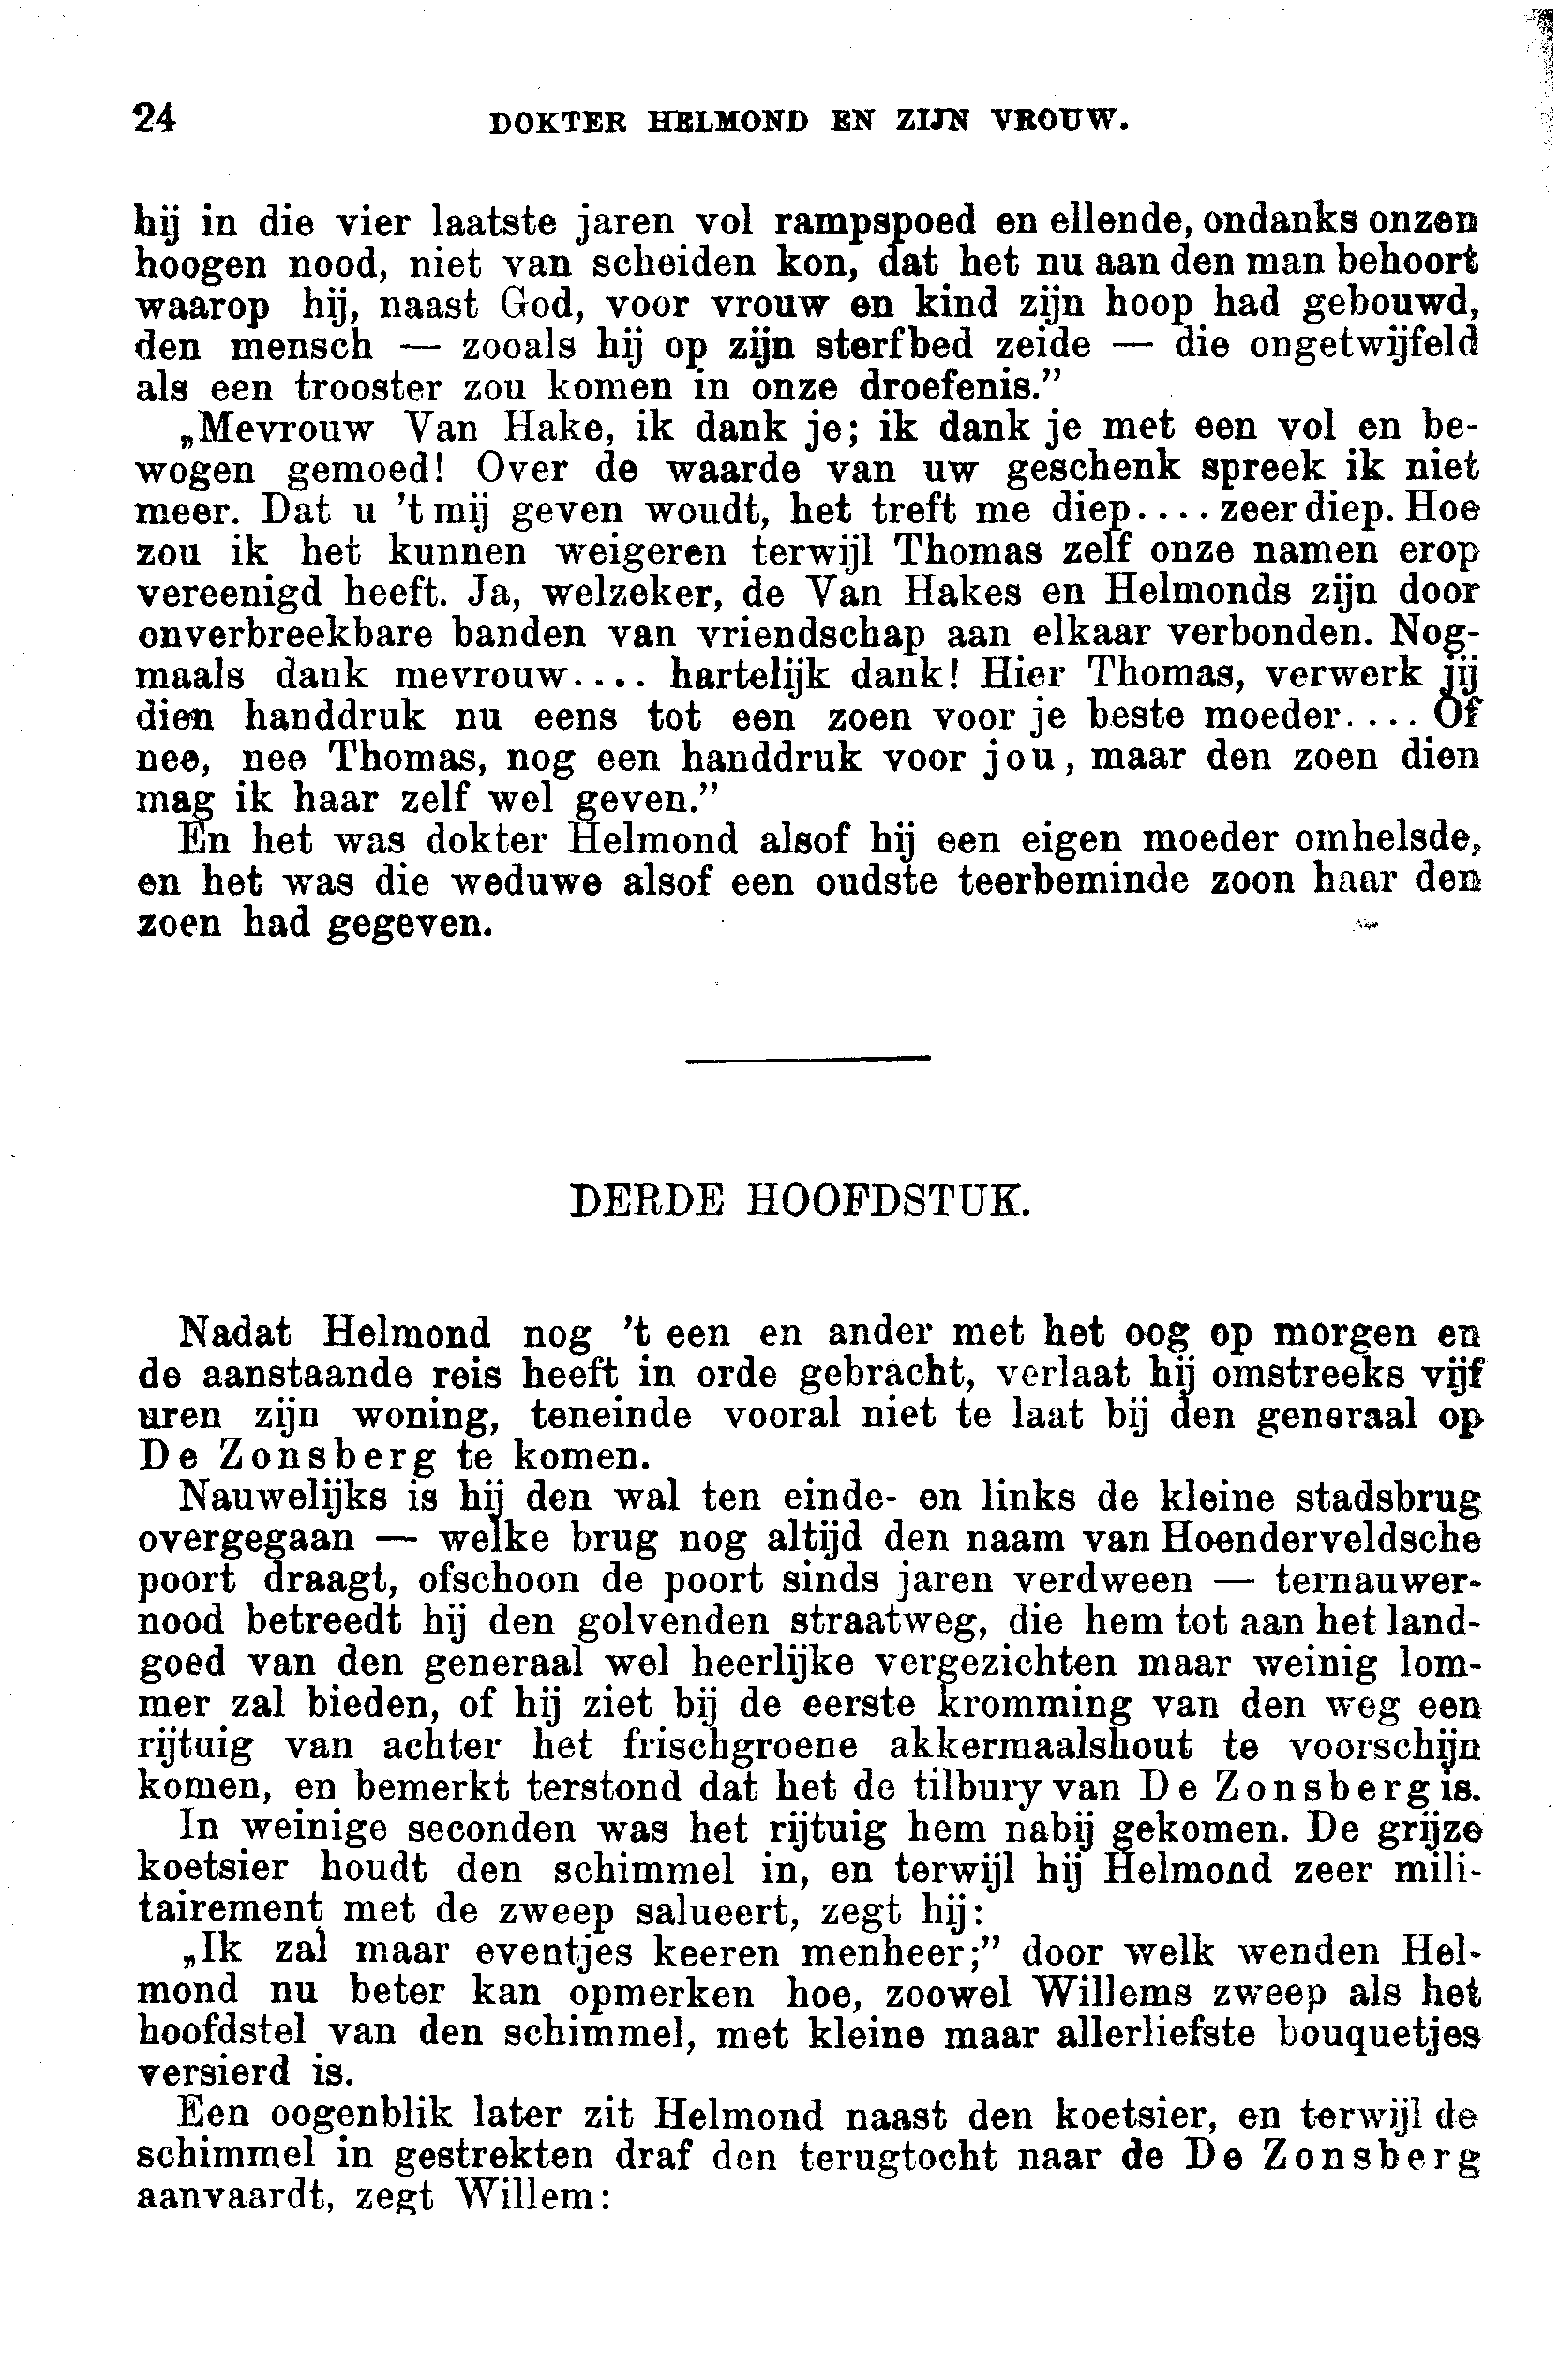 24 DOKTER HELMOND EN ZIJN VROUW.
hij in die vier laatste jaren vol rampspoed en ellende, ondanks onzen
hoogen nood, niet van scheiden kon, dat het nu aan den man behoort
waarop hij, naast God, voor vrouw en kind zijn hoop had gebouwd,
den mensch — zooals hij op zijn sterfbed zeide — die ongetwijfeld
als een trooster zou komen in onze droefenis.”
„Mevrouw Van Hake, ik dank je; ik dank je met een vol en be-
wogen gemoed! Over de waarde van uw geschenk spreek ik niet
meer. Dat u ’t mij geven woudt, het treft me diep.... zeer diep. Hoe
zou ik het kunnen weigeren terwijl Thomas zelf onze namen erop
vereenigd heeft. Ja, welzeker, de Van Hakes en Helmonds zijn door
onverbreekbare banden van vriendschap aan elkaar verbonden. Nog-
maals dank mevrouw.... hartelijk dank! Hier Thomas, verwerk jij
dien handdruk nu eens tot een zoen voor je beste moeder.... Of
nee, nee Thomas, nog een handdruk voor jou, maar den zoen dien
mag ik haar zelf wel geven.”
En het was dokter Helmond alsof hij een eigen moeder omhelsde,
en het was die weduwe alsof een oudste teerbeminde zoon haar den
zoen had gegeven.
DERDE HOOFDSTUK.
Nadat Helmond nog ’t een en ander met het oog op morgen en
de aanstaande reis heeft in orde gebracht, verlaat hij omstreeks vijf
uren zijn woning, teneinde vooral niet te laat bij den generaal op
De Zonsberg te komen.
Nauwelijks is hij den wal ten einde- en links de kleine stadsbrug
overgegaan — welke brug nog altijd den naam van Hoenderveldsche
poort draagt, ofschoon de poort sinds jaren verdween — ternauwer-
nood betreedt hij den golvenden straatweg, die hem tot aan het land-
goed van den generaal wel heerlijke vergezichten maar weinig lom-
mer zal bieden, of hij ziet bij de eerste kromming van den weg een
rijtuig van achter het frischgroene akkermaalshout te voorschijn
komen, en bemerkt terstond dat het de tilbury van De Zonsberg is.
In weinige seconden was het rijtuig hem nabij gekomen. De grijze
koetsier houdt den schimmel in, en terwijl hij Helmond zeer mili-
tairement met de zweep salueert, zegt hij:
„Ik zal maar eventjes keeren menheer;” door welk wenden Hel-
mond nu beter kan opmerken hoe, zoowel Willems zweep als het
hoofdstel van den schimmel, met kleine maar allerliefste bouquetjes
versierd is.
Een oogenblik later zit Helmond naast den koetsier, en terwijl de
schimmel in gestrekten draf den terugtocht naar de De Zonsberg
aanvaardt, zegt Willem: